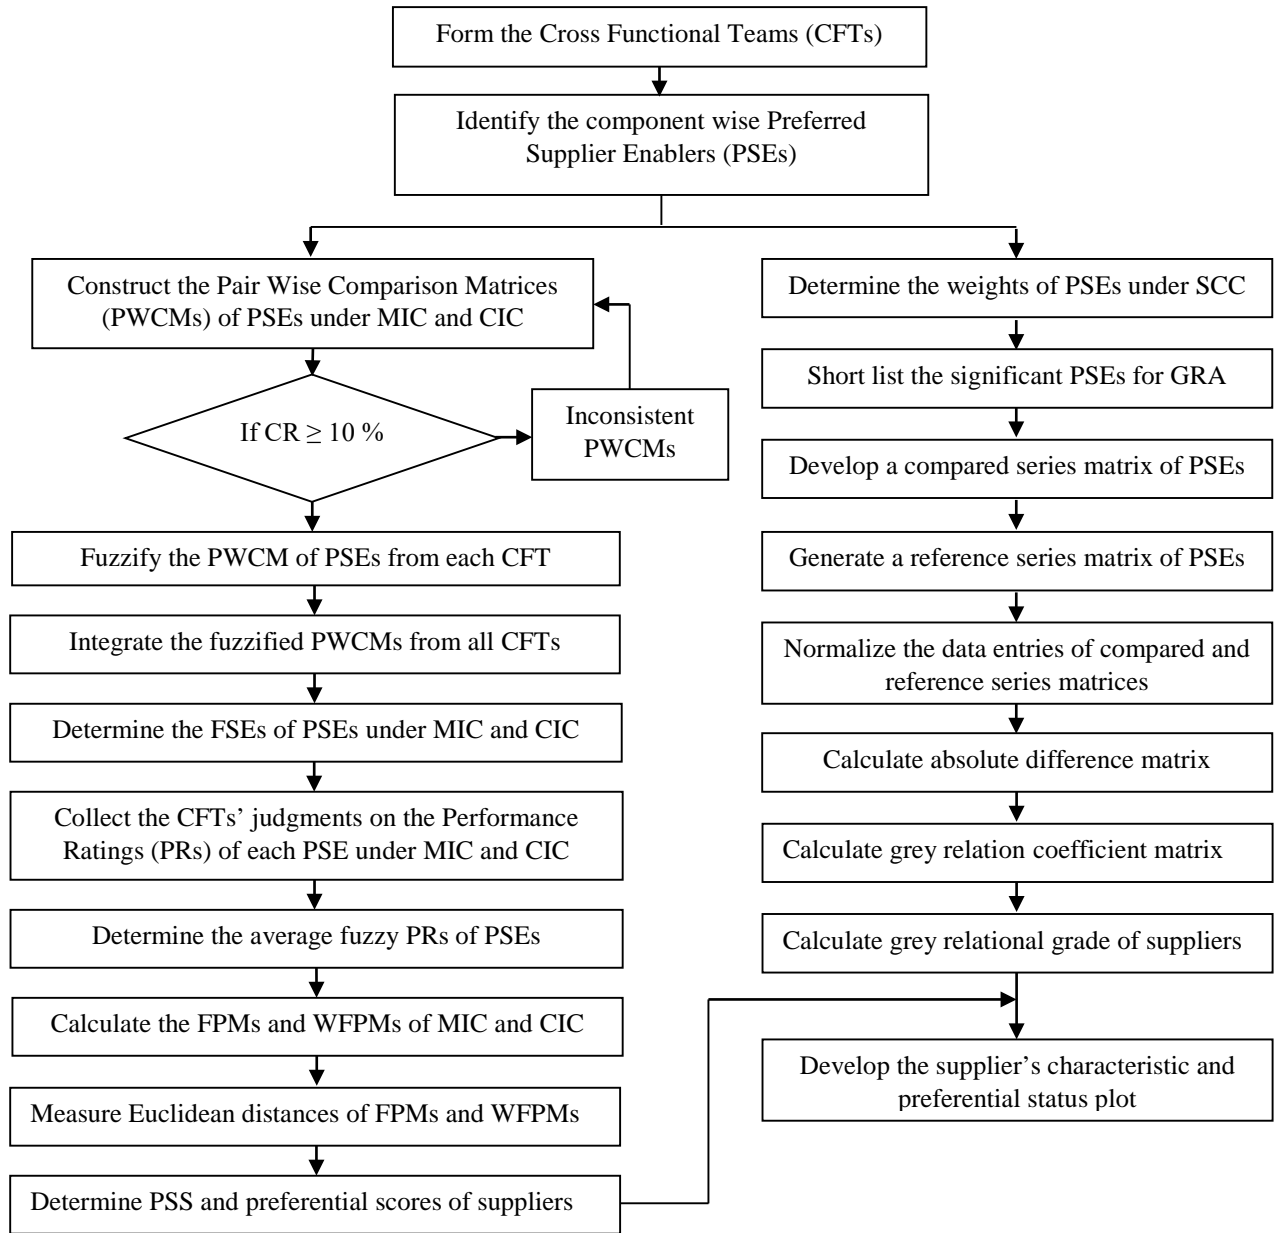 Form the Cross Functional Teams (CFTs)
Identify the component wise Preferred
Supplier Enablers (PSEs)
Construct the Pair Wise Comparison Matrices
(PWCMs) of PSEs under MIC and CIC
If CR ≥ 10 %
Inconsistent
PWCMs
Fuzzify the PWCM of PSEs from each CFT
Integrate the fuzzified PWCMs from all CFTs
Determine the FSEs of PSEs under MIC and CIC
Collect the CFTs’ judgments on the Performance
Ratings (PRs) of each PSE under MIC and CIC
Determine the average fuzzy PRs of PSEs
Calculate the FPMs and WFPMs of MIC and CIC
Measure Euclidean distances of FPMs and WFPMs
Determine PSS and preferential scores of suppliers
Determine the weights of PSEs under SCC
Short list the significant PSEs for GRA
Develop a compared series matrix of PSEs
Generate a reference series matrix of PSEs
Normalize the data entries of compared and
reference series matrices
Calculate absolute difference matrix
Calculate grey relation coefficient matrix
Calculate grey relational grade of suppliers
Develop the supplier’s characteristic and
preferential status plot